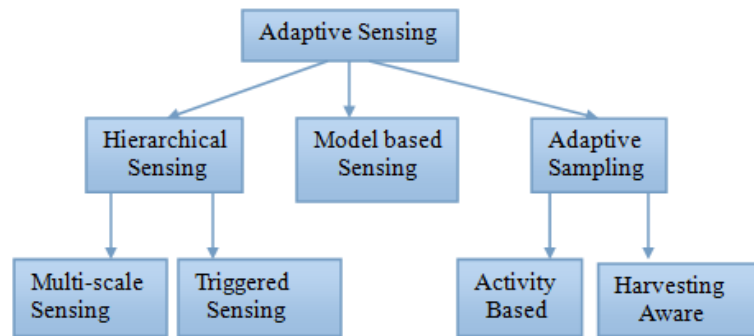 Adaptive Sensing
Hierarchical
Sensing
Model based
Sensing
Adaptive
Sampling
Multi-scale
Sensing
Triggered
Sensing
Activity
Based
Harvesting
Aware